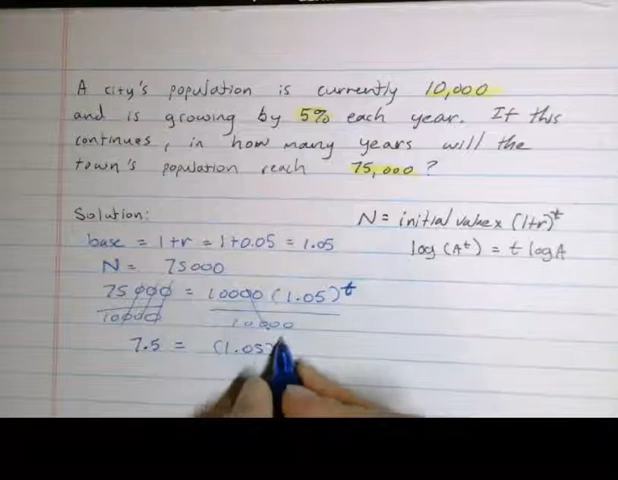 A city's population is currently 10,000
and is growing by 5% each year. If this
continues, in how many years will the
town's population reach 75,000?
Solution:
N = initial value × (1+r)^t
base = 1+r = 1+0.05 = 1.05
log (A^t) = t log A
N = 75000
75000 = 10000 (1.05)^t
10000 10000
7.5 = (1.05)